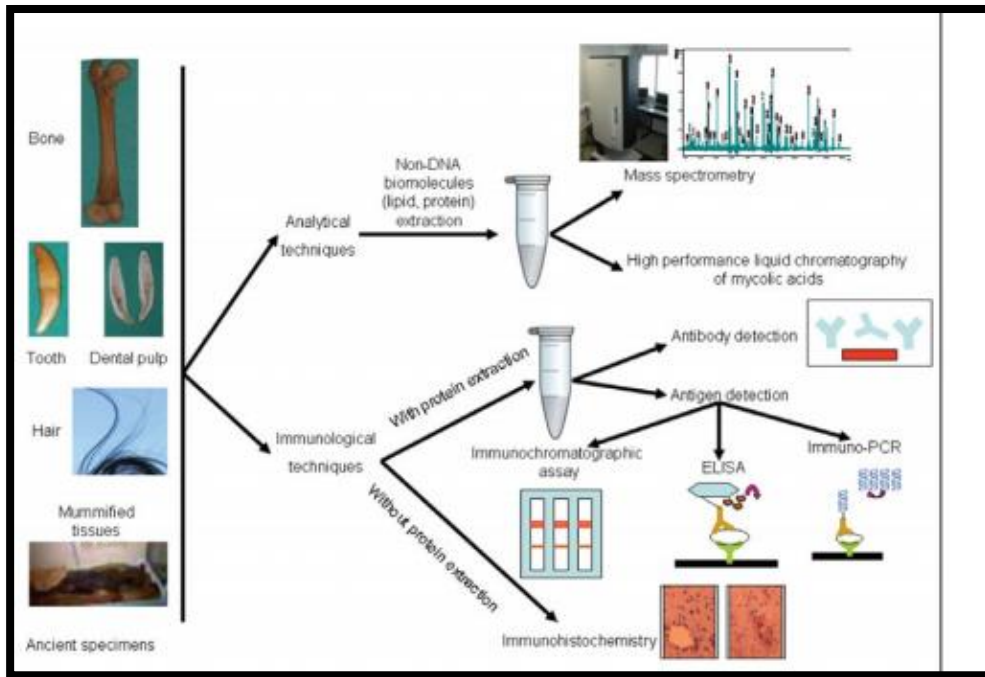 Bone
Tooth
Dental pulp
Hair
Mummified
tissues
Ancient specimens
Analytical
techniques
Non-DNA
biomolecules
(lipid, protein)
extraction
Mass spectrometry
High performance liquid chromatography
of mycolic acids
Immunological
techniques
With protein extraction
Without protein extraction
Antibody detection
Antigen detection
Immunochromatographic
assay
ELISA
Immuno-PCR
Immunohistochemistry